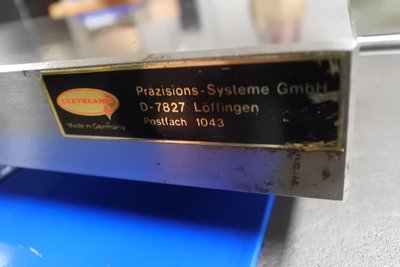 CLEVELAND
Made in Germany
Präzisions-Systeme GmbH
D-7827 Löffingen
Postfach 1043